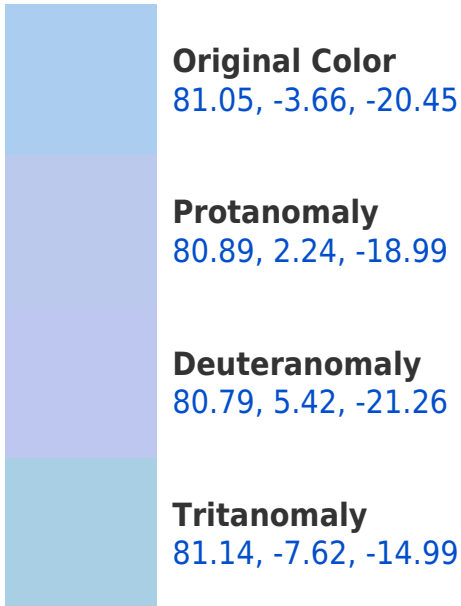 Original Color
81.05, -3.66, -20.45
Protanomaly
80.89, 2.24, -18.99
Deuteranomaly
80.79, 5.42, -21.26
Tritanomaly
81.14, -7.62, -14.99